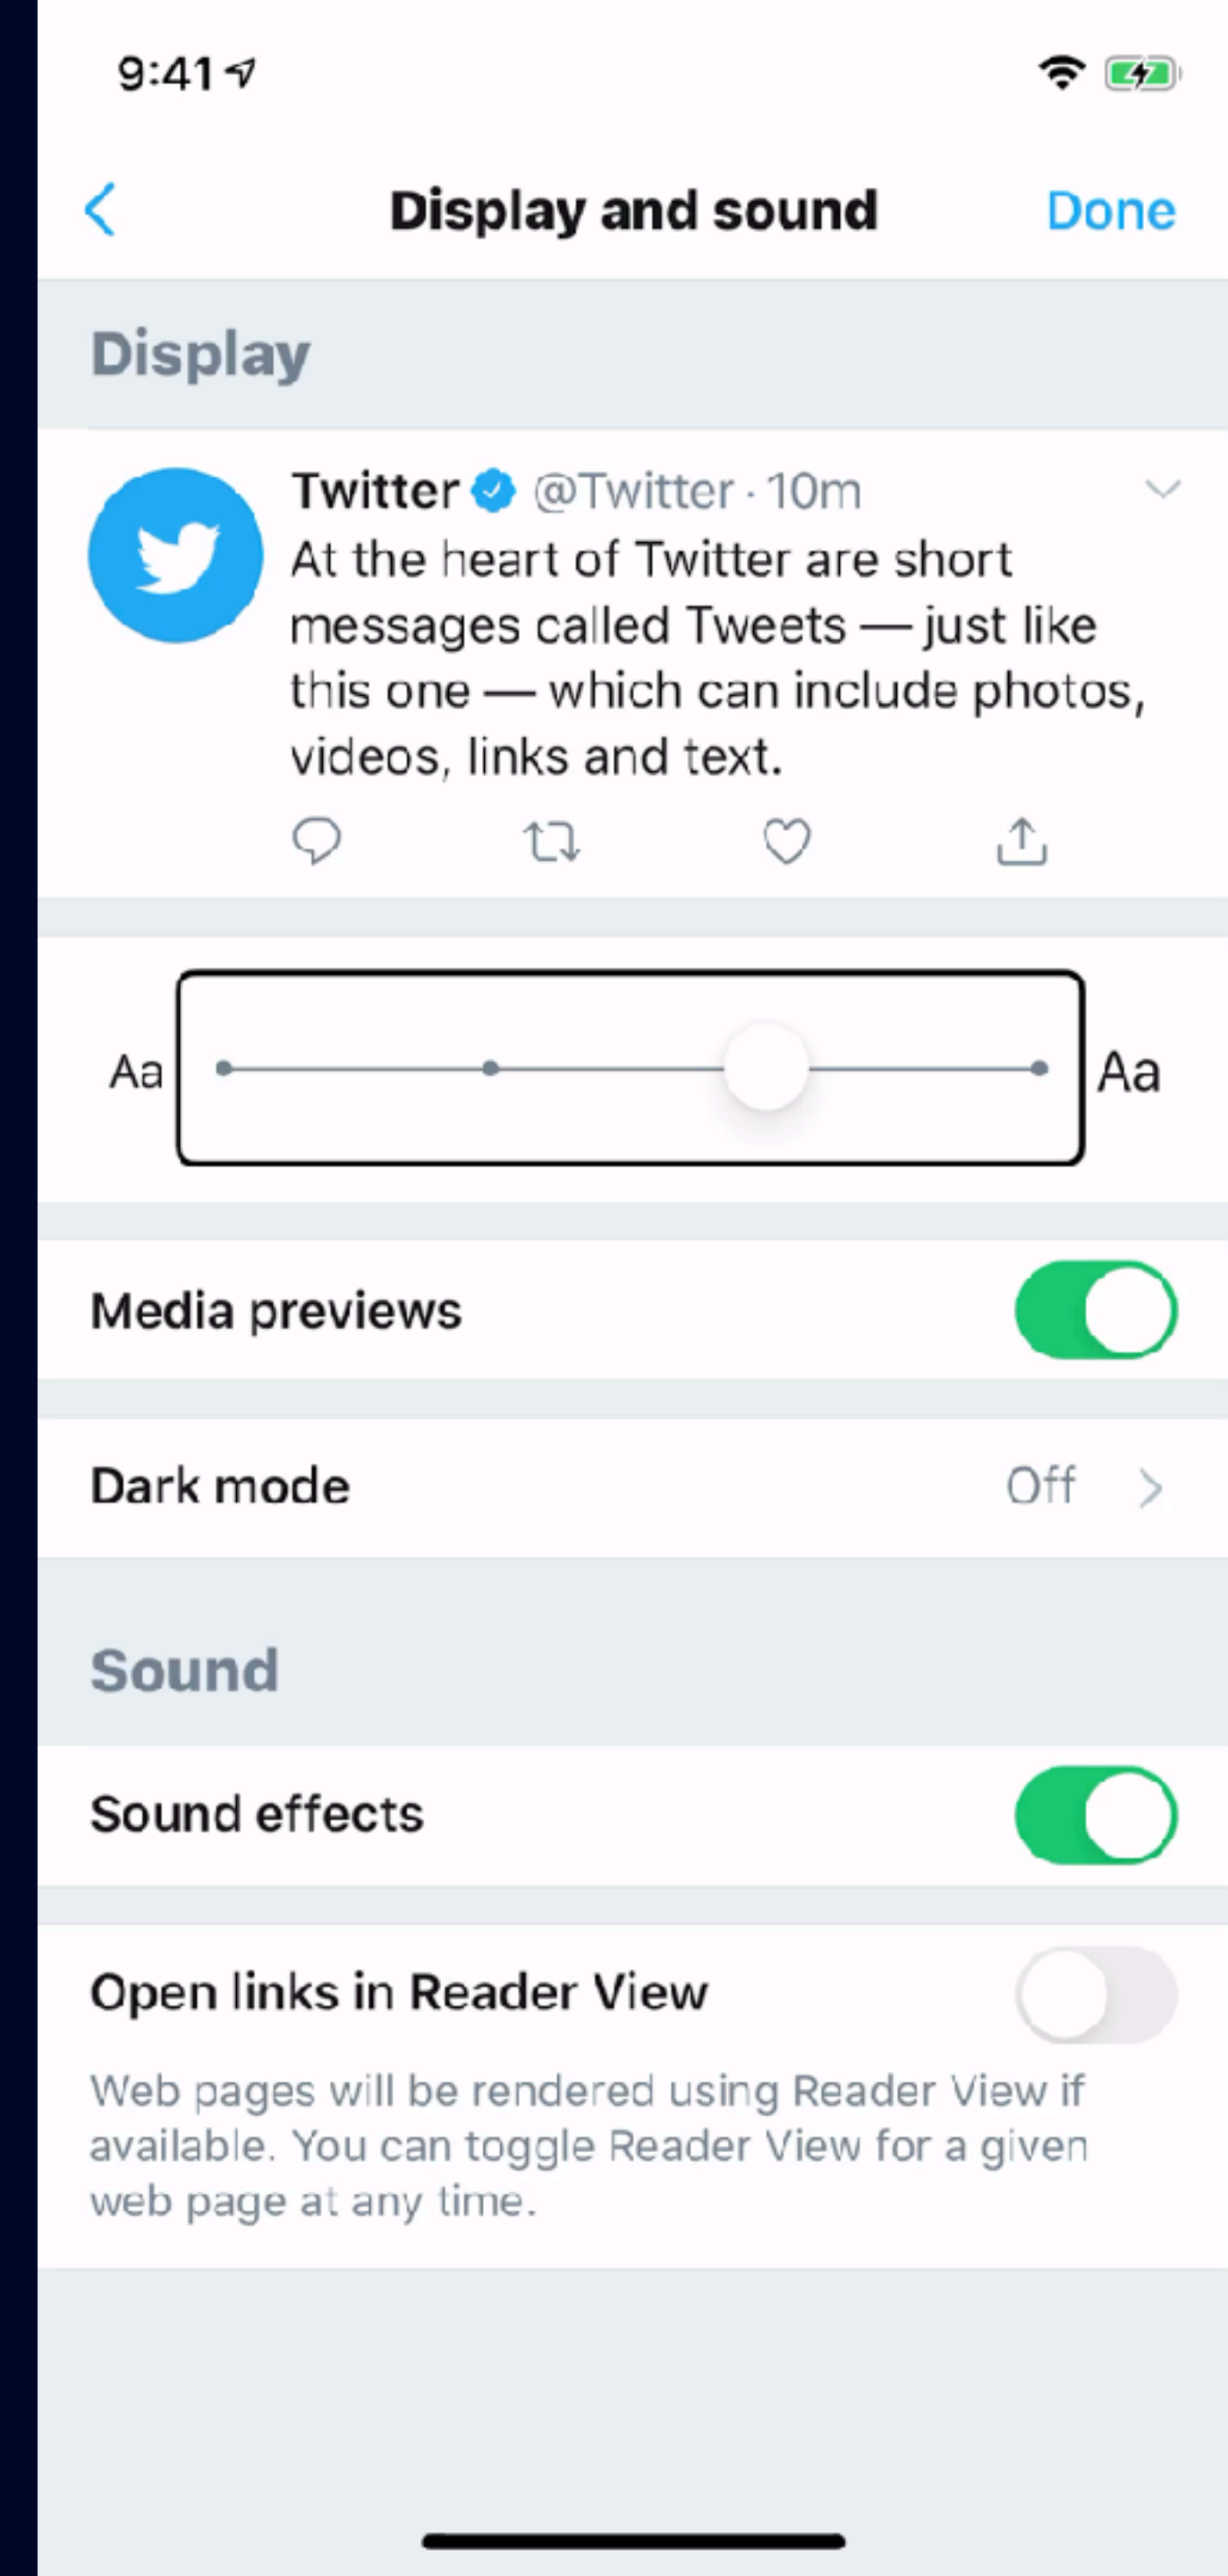 9:41
Display and sound Done
Display
Twitter @Twitter · 10m
At the heart of Twitter are short
messages called Tweets — just like
this one — which can include photos,
videos, links and text.
Aa Aa
Media previews
Dark mode Off
Sound
Sound effects
Open links in Reader View
Web pages will be rendered using Reader View if
available. You can toggle Reader View for a given
web page at any time.